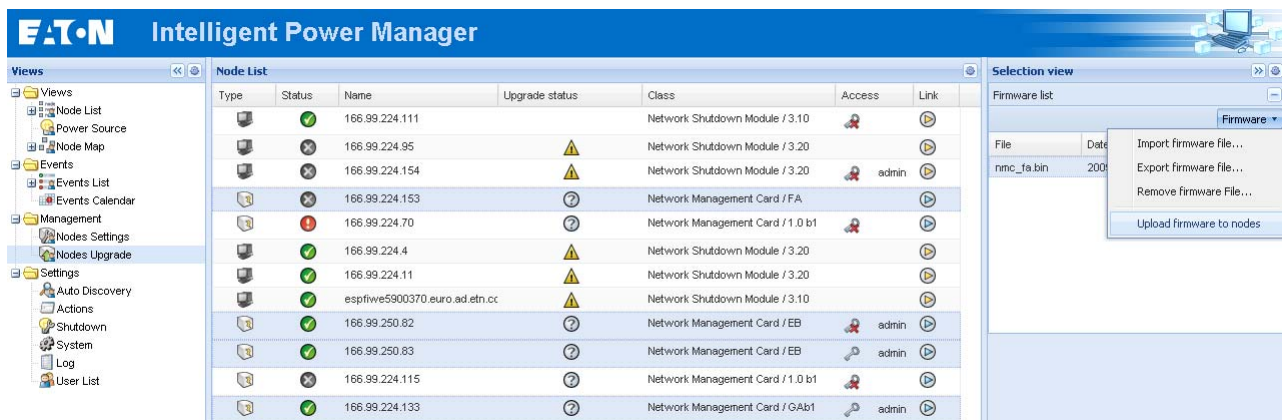 EATON Intelligent Power Manager
Views
Views
Node List
Power Source
Node Map
Events
Events List
Events Calendar
Management
Nodes Settings
Nodes Upgrade
Settings
Auto Discovery
Actions
Shutdown
System
Log
User List
Node List
Type Status Name Upgrade status Class Access Link
166.99.224.111 Network Shutdown Module / 3.10
166.99.224.95 Network Shutdown Module / 3.20
166.99.224.154 Network Shutdown Module / 3.20 admin
166.99.224.153 Network Management Card / FA
166.99.224.70 Network Management Card / 1.0 b1
166.99.224.4 Network Shutdown Module / 3.20
166.99.224.11 Network Shutdown Module / 3.20
espfiwe5900370.euro.ad.etn.cc Network Shutdown Module / 3.10
166.99.250.82 Network Management Card / EB admin
166.99.250.83 Network Management Card / EB admin
166.99.224.115 Network Management Card / 1.0 b1
166.99.224.133 Network Management Card / GAb1 admin
Selection view
Firmware list
Firmware
File Date
nmc_fa.bin 200
Import firmware file...
Export firmware file...
Remove firmware File...
Upload firmware to nodes